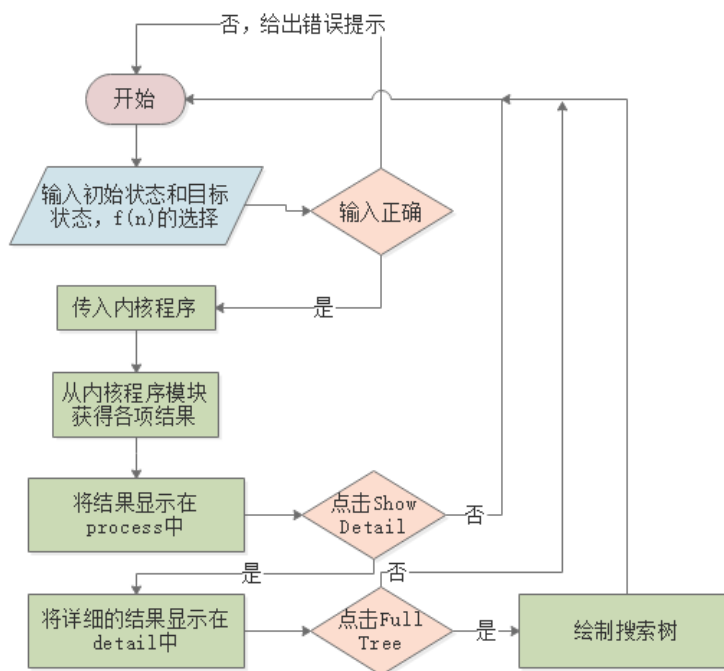 否，给出错误提示
开始
输入初始状态和目标
状态，f(n)的选择
输入正确
是
传入内核程序
从内核程序模块
获得各项结果
将结果显示在
process中
点击Show
Detail
否
是
否
将详细的结果显示在
detail中
点击Full
Tree
是
绘制搜索树